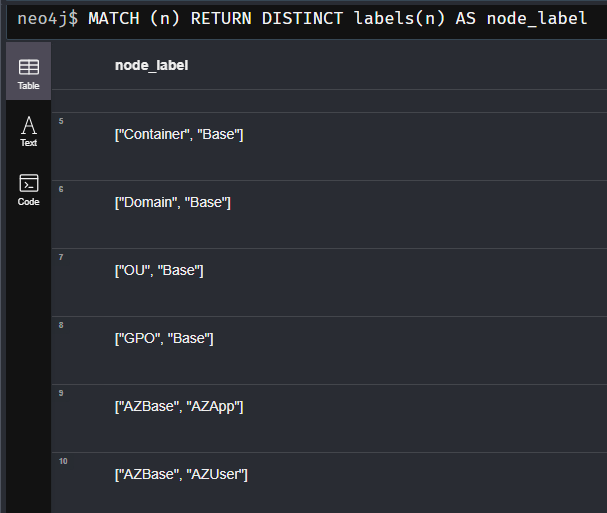 neo4j$ MATCH (n) RETURN DISTINCT labels(n) AS node_label
Table
Text
Code
node_label
5
["Container", "Base"]
6
["Domain", "Base"]
7
["OU", "Base"]
8
["GPO", "Base"]
9
["AZBase", "AZApp"]
10
["AZBase", "AZUser"]